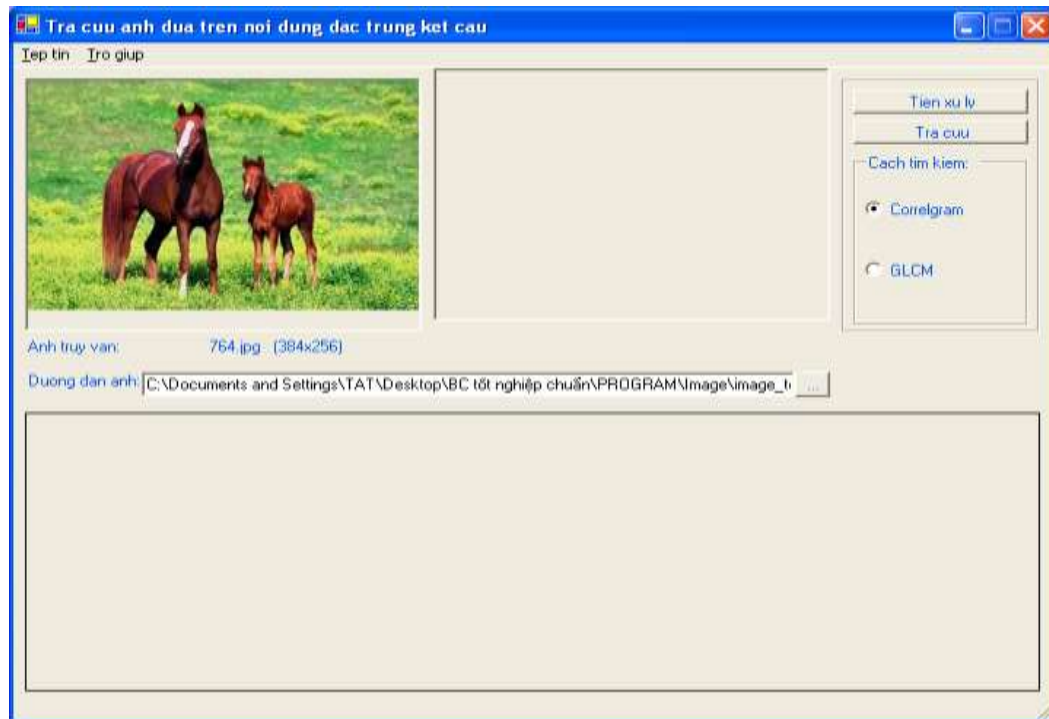 Tra cuu anh dua tren noi dung dac trung ket cau
Tep tin Tro giup
Tien xu ly
Tra cuu
Cach tim kiem:
Correlgram
GLCM
Anh truy van: 764.jpg (384x256)
Duong dan anh: C:\Documents and Settings\TAT\Desktop\BC tốt nghiệp chuẩn\PROGRAM\Image\image_t ...